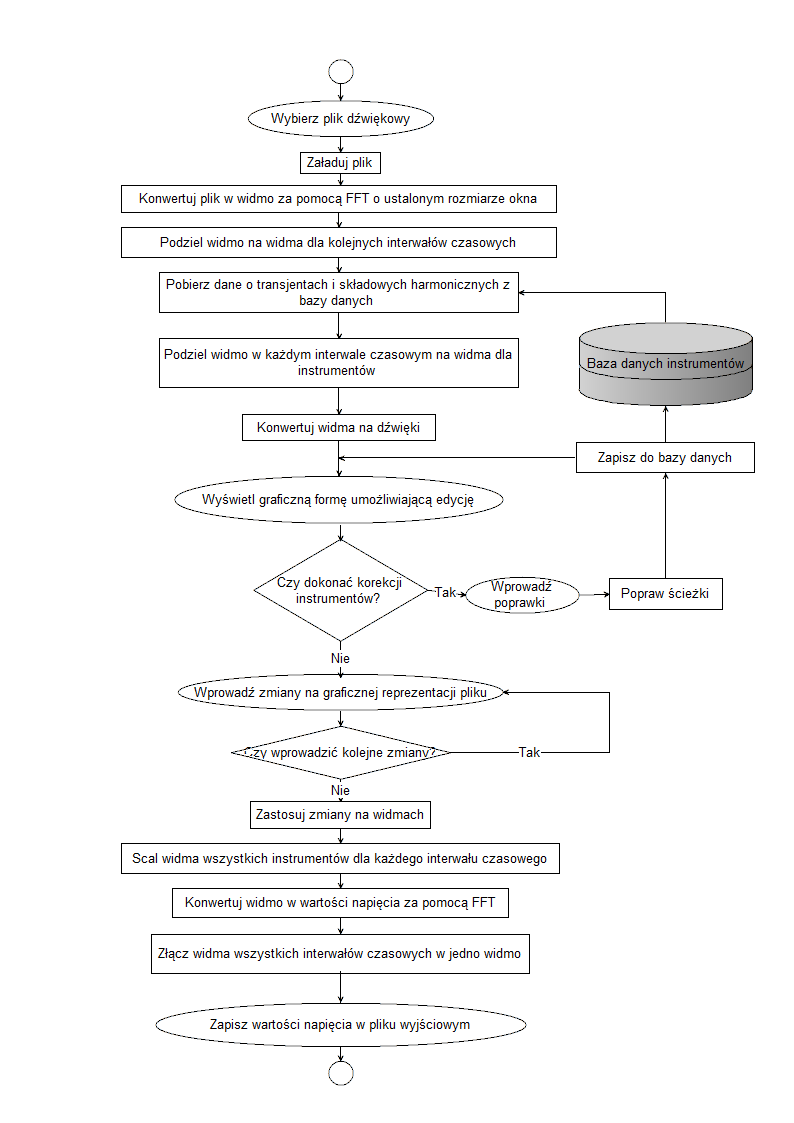 Wybierz plik dźwiękowy
Załaduj plik
Konwertuj plik w widmo za pomocą FFT o ustalonym rozmiarze okna
Podziel widmo na widma dla kolejnych interwałów czasowych
Pobierz dane o transjentach i składowych harmonicznych z
bazy danych
Podziel widmo w każdym interwale czasowym na widma dla
instrumentów
Baza danych instrumentów
Konwertuj widma na dźwięki
Zapisz do bazy danych
Wyświetl graficzną formę umożliwiającą edycję
Czy dokonać korekcji
instrumentów?
Tak
Wprowadź
poprawki
Popraw ścieżki
Nie
Wprowadź zmiany na graficznej reprezentacji pliku
Czy wprowadzić kolejne zmiany?
Tak
Nie
Zastosuj zmiany na widmach
Scal widma wszystkich instrumentów dla każdego interwału czasowego
Konwertuj widmo w wartości napięcia za pomocą FFT
Złącz widma wszystkich interwałów czasowych w jedno widmo
Zapisz wartości napięcia w pliku wyjściowym